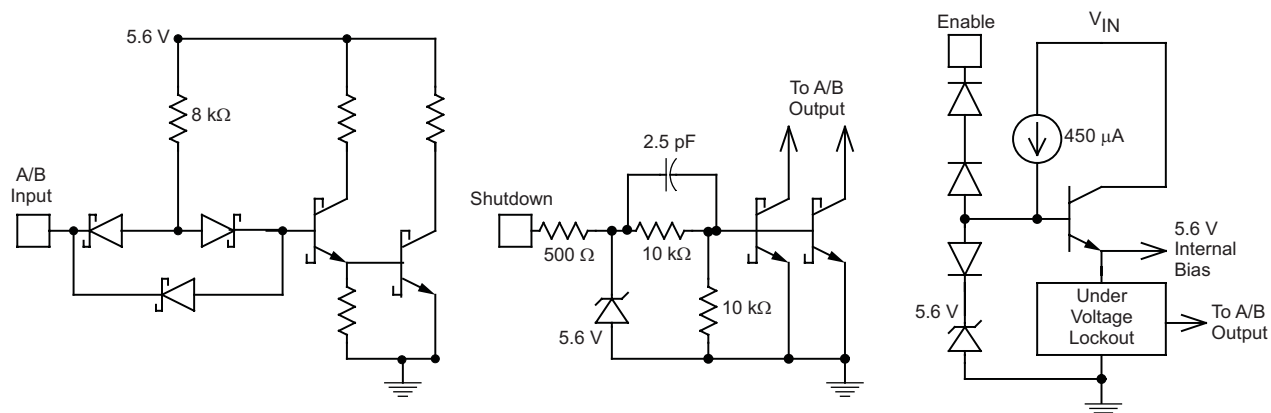 5.6 V
8 kΩ
A/B
Input
Shutdown
500 Ω
2.5 pF
10 kΩ
10 kΩ
5.6 V
To A/B
Output
Enable
VIN
450 µA
5.6 V
Internal
Bias
5.6 V
Under
Voltage
Lockout
To A/B
Output